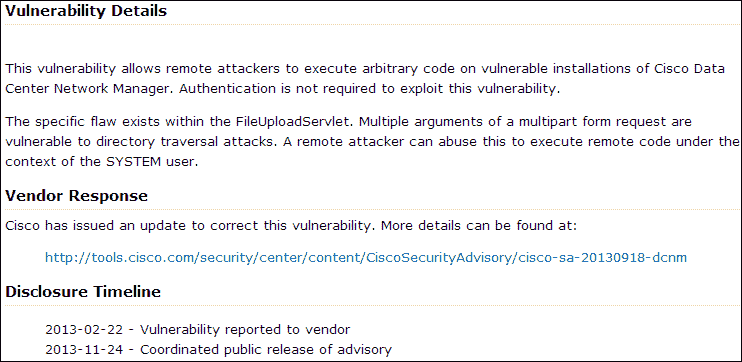 Vulnerability Details
This vulnerability allows remote attackers to execute arbitrary code on vulnerable installations of Cisco Data
Center Network Manager. Authentication is not required to exploit this vulnerability.
The specific flaw exists within the FileUploadServlet. Multiple arguments of a multipart form request are
vulnerable to directory traversal attacks. A remote attacker can abuse this to execute remote code under the
context of the SYSTEM user.
Vendor Response
Cisco has issued an update to correct this vulnerability. More details can be found at:
http://tools.cisco.com/security/center/content/CiscoSecurityAdvisory/cisco-sa-20130918-dcnm
Disclosure Timeline
2013-02-22 - Vulnerability reported to vendor
2013-11-24 - Coordinated public release of advisory